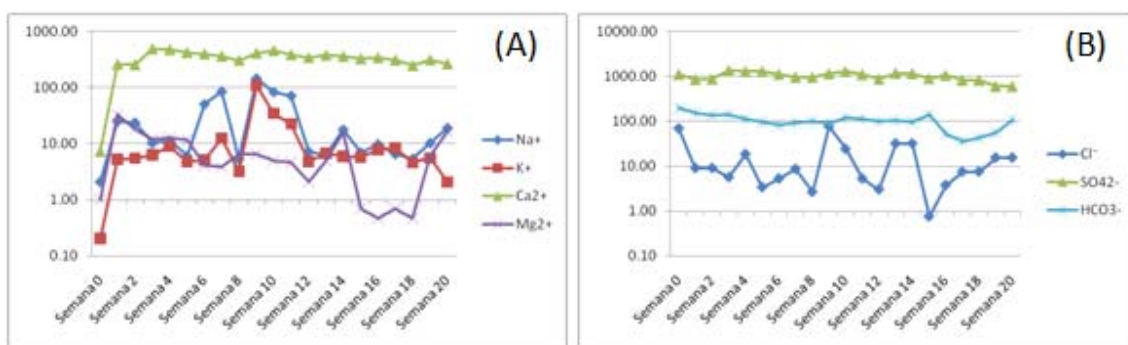 (A)
1000.00
100.00
10.00
1.00
0.10
Semana 0
Semana 2
Semana 4
Semana 6
Semana 8
Semana 10
Semana 12
Semana 14
Semana 16
Semana 18
Semana 20
Na+
K+
Ca2+
Mg2+
(B)
10000.00
1000.00
100.00
10.00
1.00
0.10
Semana 0
Semana 2
Semana 4
Semana 6
Semana 8
Semana 10
Semana 12
Semana 14
Semana 16
Semana 18
Semana 20
Cl⁻
SO42-
HCO3-